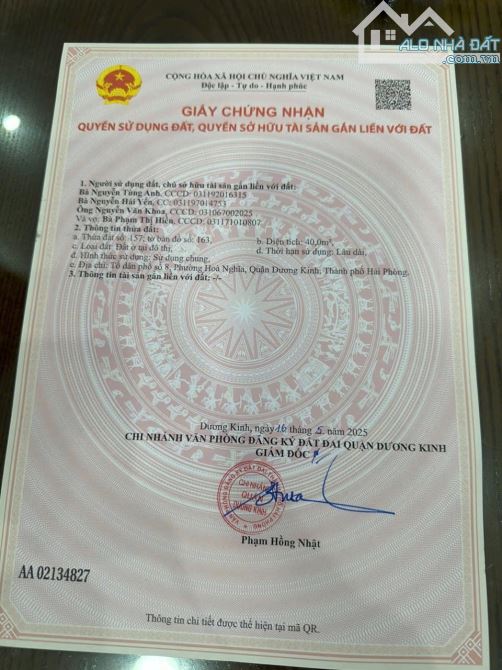 ALO NHÀ ĐẤT
.com.vn
CỘNG HÒA XÃ HỘI CHỦ NGHĨA VIỆT NAM
Độc lập - Tự do - Hạnh phúc
GIẤY CHỨNG NHẬN
QUYỀN SỬ DỤNG ĐẤT, QUYỀN SỞ HỮU TÀI SẢN GẮN LIỀN VỚI ĐẤT
1. Người sử dụng đất, chủ sở hữu tài sản gắn liền với đất:
Bà Nguyễn Tùng Anh, CCCD: 031192016315
Bà Nguyễn Hải Yến, CC: 031197014753
Ông Nguyễn Văn Khoa, CCCD: 031067002025
Và vợ: Bà Phạm Thị Hiền, CCCD: 031171010807
2. Thông tin thửa đất:
a. Thửa đất số: 157; tờ bản đồ số: 163, b. Diện tích: 40,0m².
c. Loại đất: Đất ở tại đô thị, d. Thời hạn sử dụng: Lâu dài,
đ. Hình thức sử dụng: Sử dụng chung,
e. Địa chỉ: Tổ dân phố số 8, Phường Hoà Nghĩa, Quận Dương Kinh, Thành phố Hải Phòng.
3. Thông tin tài sản gắn liền với đất: -/-
Dương Kinh, ngày 16 tháng 5 năm 2025
CHI NHÁNH VĂN PHÒNG ĐĂNG KÝ ĐẤT ĐAI QUẬN DƯƠNG KINH
GIÁM ĐỐC
CHI NHÁNH
QUẬN
DƯƠNG KINH
Phạm Hồng Nhật
AA 02134827
Thông tin chi tiết được thể hiện tại mã QR.